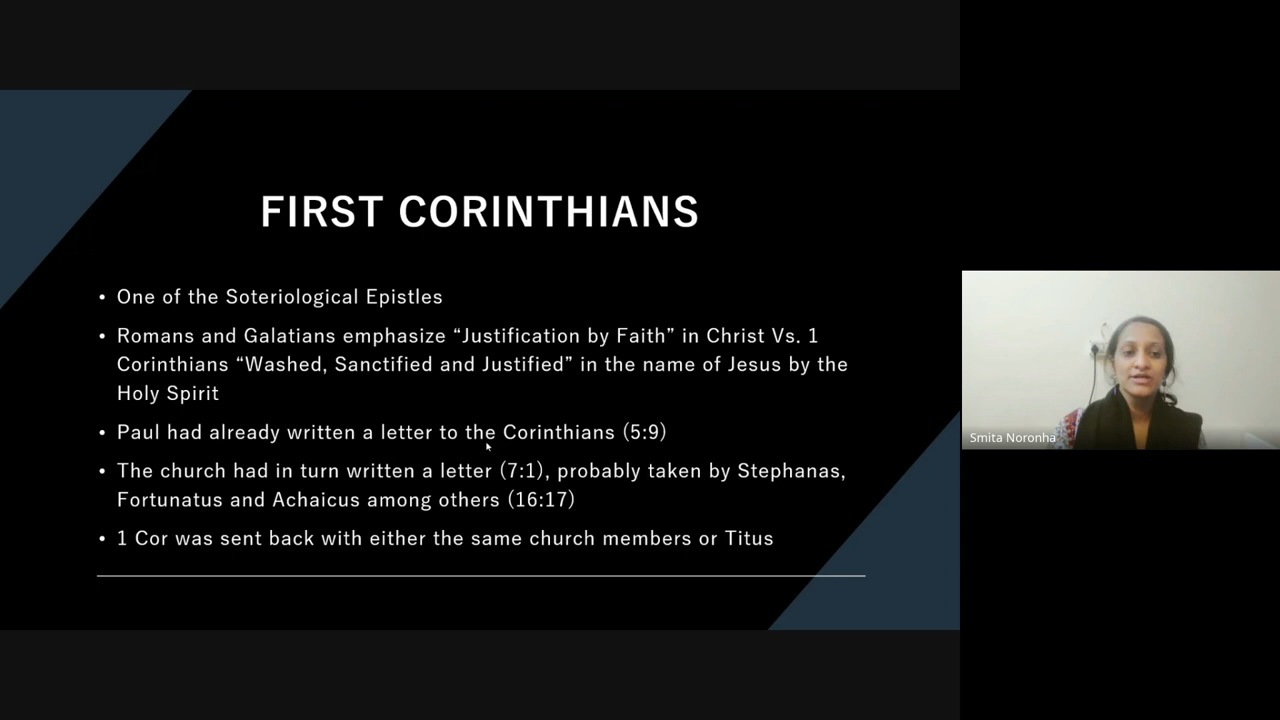 FIRST CORINTHIANS
• One of the Soteriological Epistles
• Romans and Galatians emphasize “Justification by Faith” in Christ Vs. 1
Corinthians “Washed, Sanctified and Justified” in the name of Jesus by the
Holy Spirit
• Paul had already written a letter to the Corinthians (5:9)
• The church had in turn written a letter (7:1), probably taken by Stephanas,
Fortunatus and Achaicus among others (16:17)
• 1 Cor was sent back with either the same church members or Titus
Smita Noronha